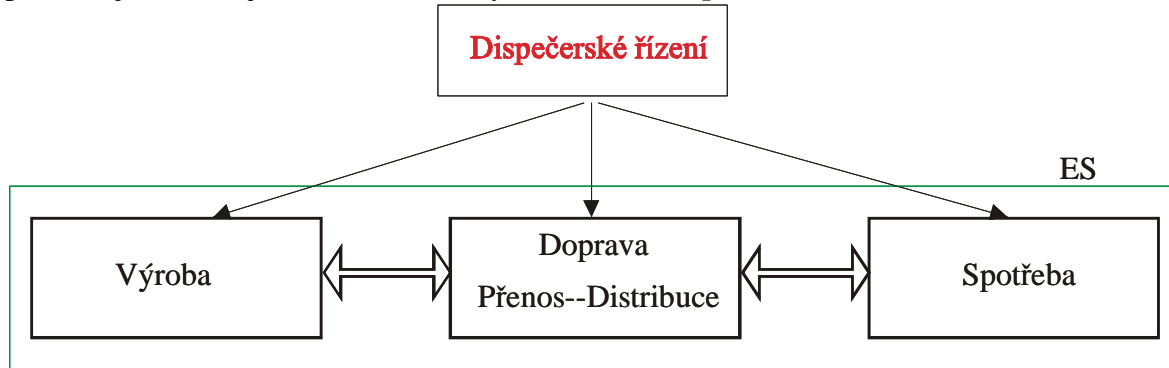 Dispečerské řízení
ES
Výroba
Doprava
Přenos--Distribuce
Spotřeba